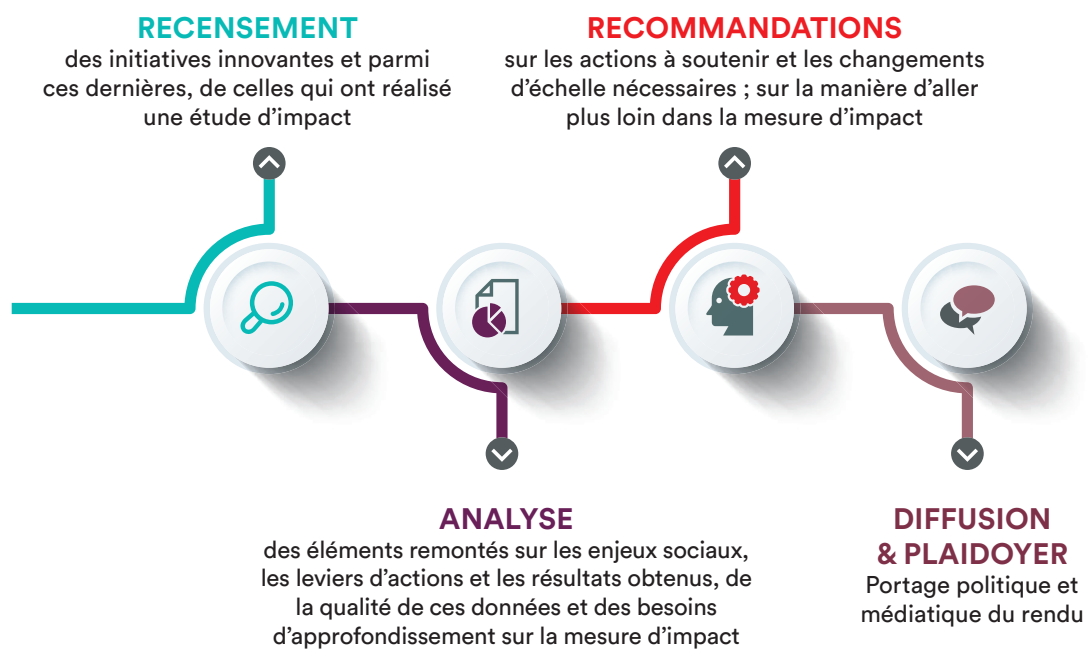 RECENSEMENT
des initiatives innovantes et parmi
ces dernières, de celles qui ont réalisé
une étude d'impact
RECOMMANDATIONS
sur les actions à soutenir et les changements
d'échelle nécessaires ; sur la manière d'aller
plus loin dans la mesure d'impact
ANALYSE
des éléments remontés sur les enjeux sociaux,
les leviers d'actions et les résultats obtenus, de
la qualité de ces données et des besoins
d'approfondissement sur la mesure d'impact
DIFFUSION
& PLAIDOYER
Portage politique et
médiatique du rendu